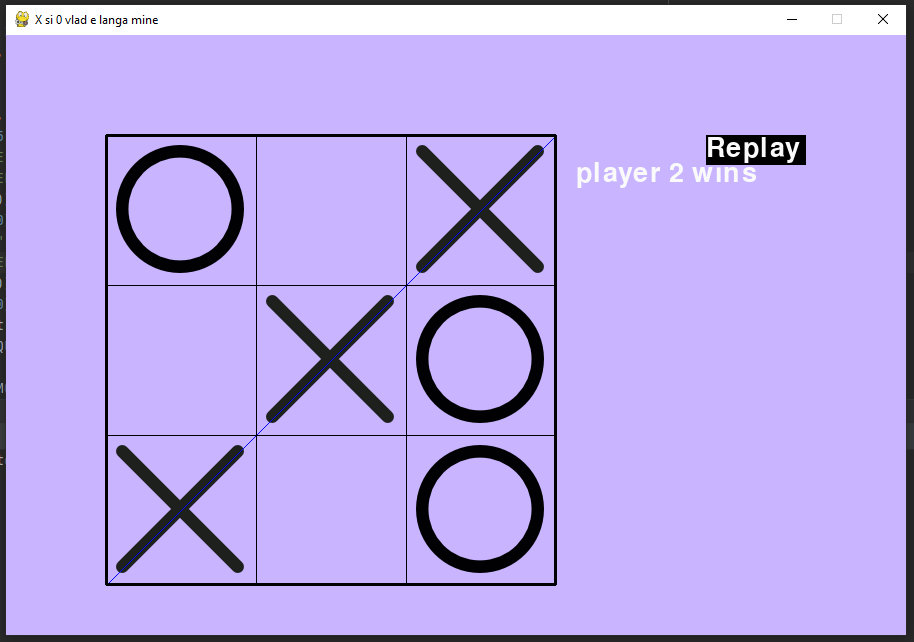 X si 0 vlad e langa mine
Replay
player 2 wins